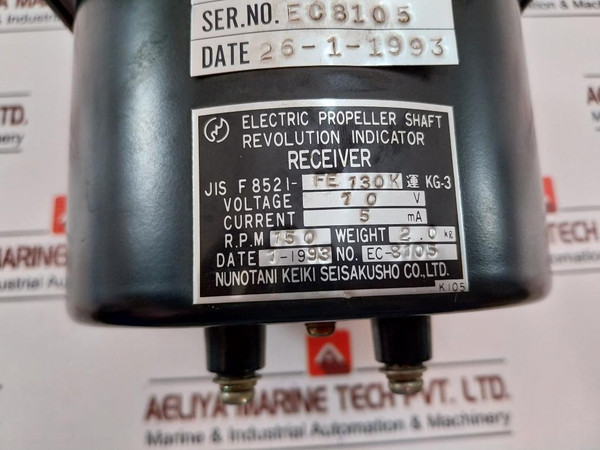 SER.NO. EC8105
DATE 26-1-1993
ELECTRIC PROPELLER SHAFT
REVOLUTION INDICATOR
RECEIVER
JIS F8521- FE 130K 運 KG-3
VOLTAGE 10 V
CURRENT 5 mA
R.P.M 150 WEIGHT 2.0 kg
DATE 1-1993 NO. EC-8105
NUNOTANI KEIKI SEISAKUSHO CO., LTD.
K105
AELIYA MARINE TECH PVT. LTD.
Marine & Industrial Automation & Machinery